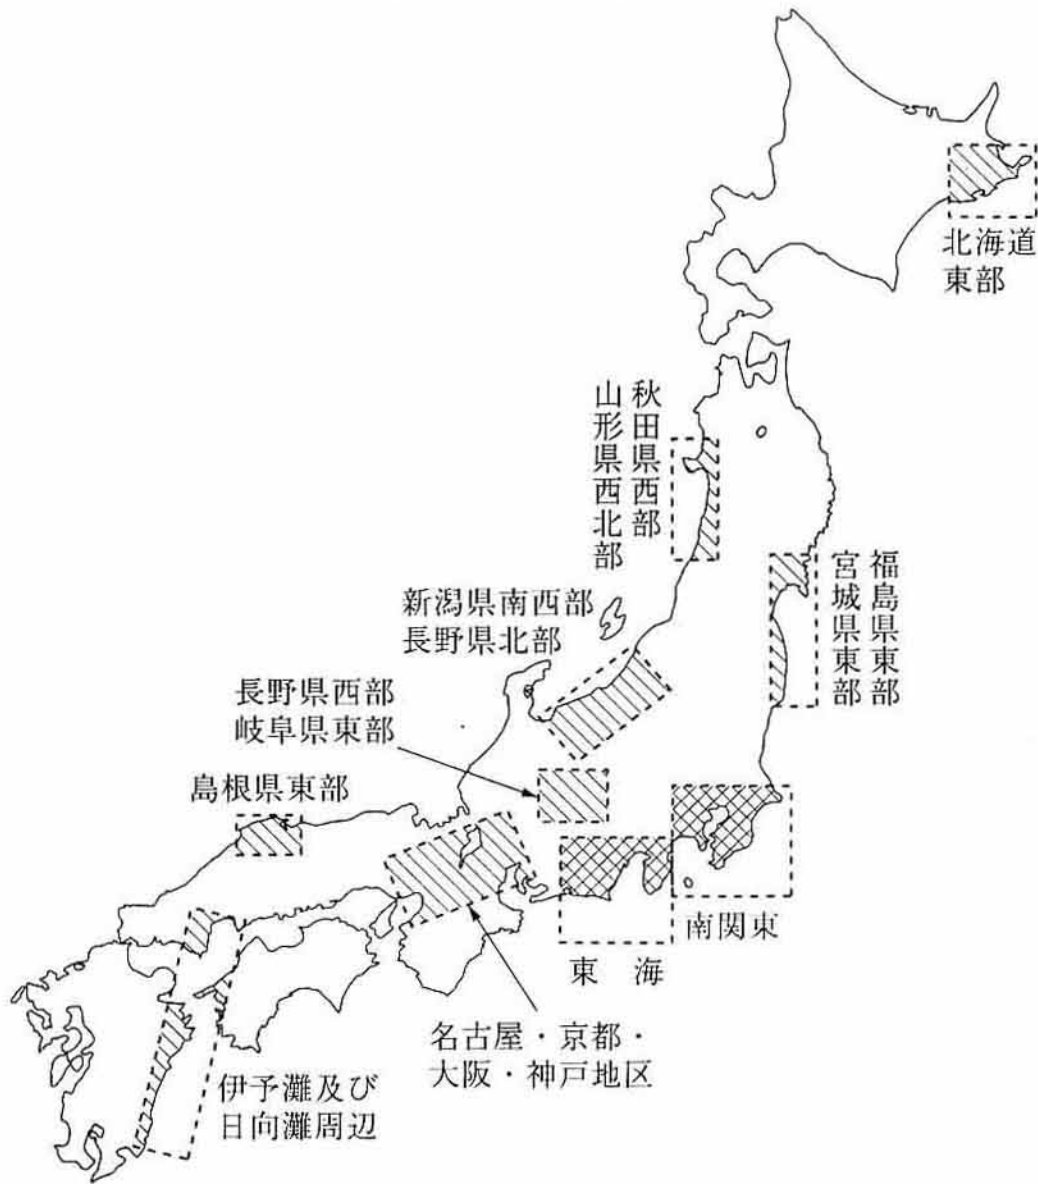 北海道
東部
秋田県西部
山形県西北部
福島県東部
宮城県東部
新潟県南西部
長野県北部
長野県西部
岐阜県東部
島根県東部
南関東
東　海
名古屋・京都・
大阪・神戸地区
伊予灘及び
日向灘周辺